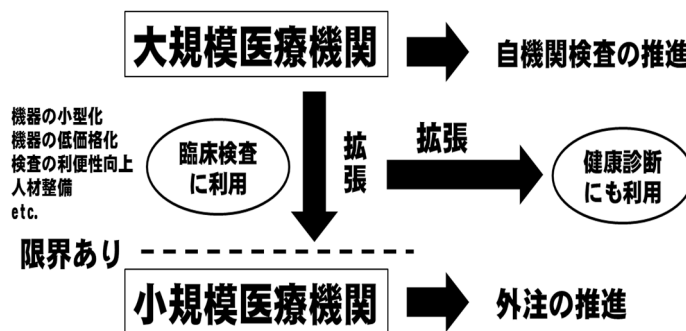 大規模医療機関
自機関検査の推進
機器の小型化
機器の低価格化
検査の利便性向上
人材整備
etc.
臨床検査
に利用
拡張
拡張
健康診断
にも利用
限界あり
小規模医療機関
外注の推進